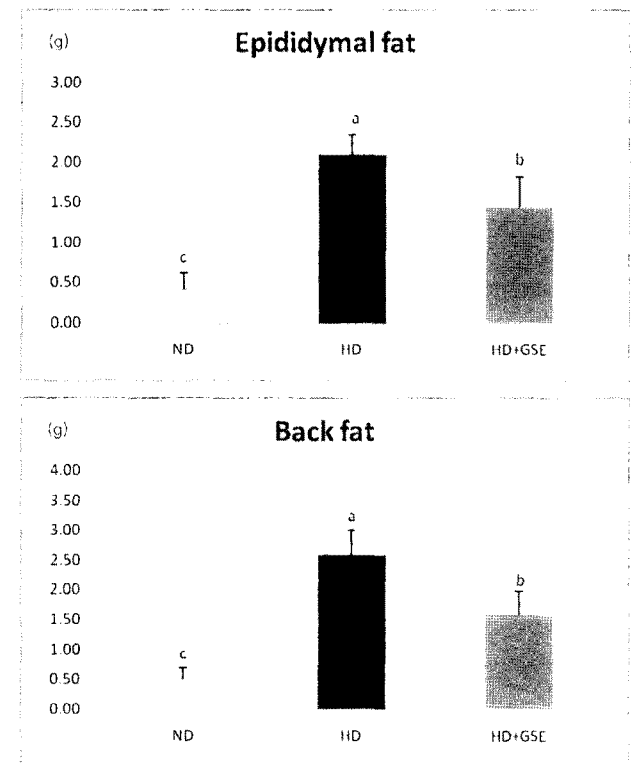 (g)
Epididymal fat
3.00
2.50
2.00
1.50
1.00
0.50
0.00
a
b
c
ND HD HD+GSE
(g)
Back fat
4.00
3.50
3.00
2.50
2.00
1.50
1.00
0.50
0.00
a
b
c
ND HD HD+GSE